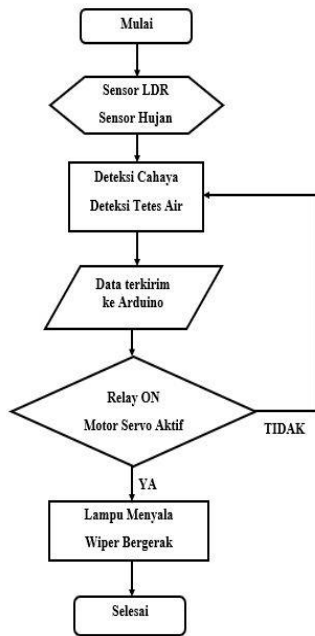 Mulai
Sensor LDR
Sensor Hujan
Deteksi Cahaya
Deteksi Tetes Air
Data terkirim
ke Arduino
Relay ON
Motor Servo Aktif
TIDAK
YA
Lampu Menyala
Wiper Bergerak
Selesai